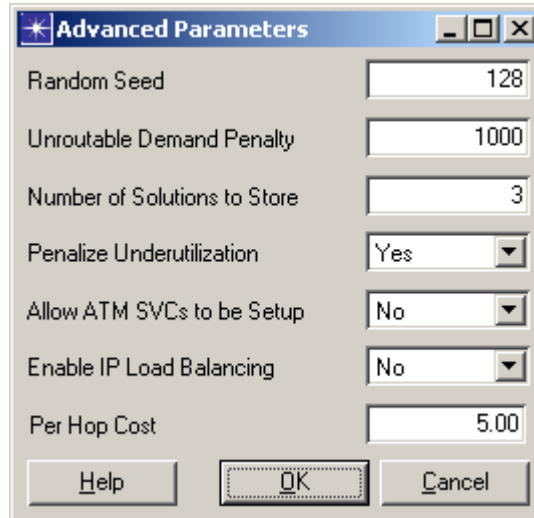 Advanced Parameters
Random Seed 128
Unroutable Demand Penalty 1000
Number of Solutions to Store 3
Penalize Underutilization Yes
Allow ATM SVCs to be Setup No
Enable IP Load Balancing No
Per Hop Cost 5.00
Help OK Cancel